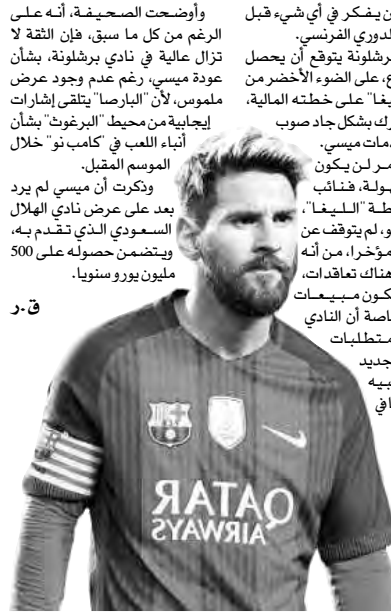 يفكر في أي شيء قبل
لدوري الفرنسي.
رشلونة يتوقع أن يحصل
ع، على الضوء الأخضر من
يغا" على خطته المالية،
رك بشكل جاد صوب
مات ميسي.
مر لن يكون
هولة، فنائب
طة "الليغا"،
و، لم يتوقف عن
مؤخرا، من أنه
هناك تعاقدات،
كون مبيعات
اصة أن النادي
متطلبات
جديد
بيه
افي
وأوضحت الصحيفة، أنه على
الرغم من كل ما سبق، فإن الثقة لا
تزال عالية في نادي برشلونة، بشأن
عودة ميسي، رغم عدم وجود عرض
ملموس، لأن "البارصا" يتلقى إشارات
إيجابية من محيط "البرغوث" بشأن
أنباء اللعب في "كامب نو" خلال
الموسم المقبل.
وذكرت أن ميسي لم يرد
بعد على عرض نادي الهلال
السعودي الذي تقدم به،
ويتضمن حصوله على 500
مليون يورو سنويا.
ق.ر
QATAR
AIRWAYS